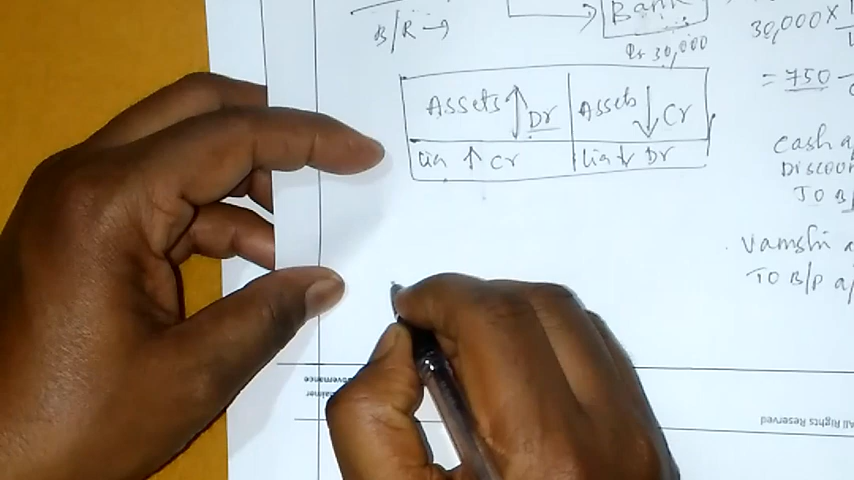 B/R →
Bank
Rs 30,000
30,000 ×
= 750
Assets ↑ Dr
Assets ↓ Cr
Lia ↑ Cr
Lia ↓ Dr
Cash a
Discou
TO B/
Vamshi a
TO B/P a/
All Rights Reserved